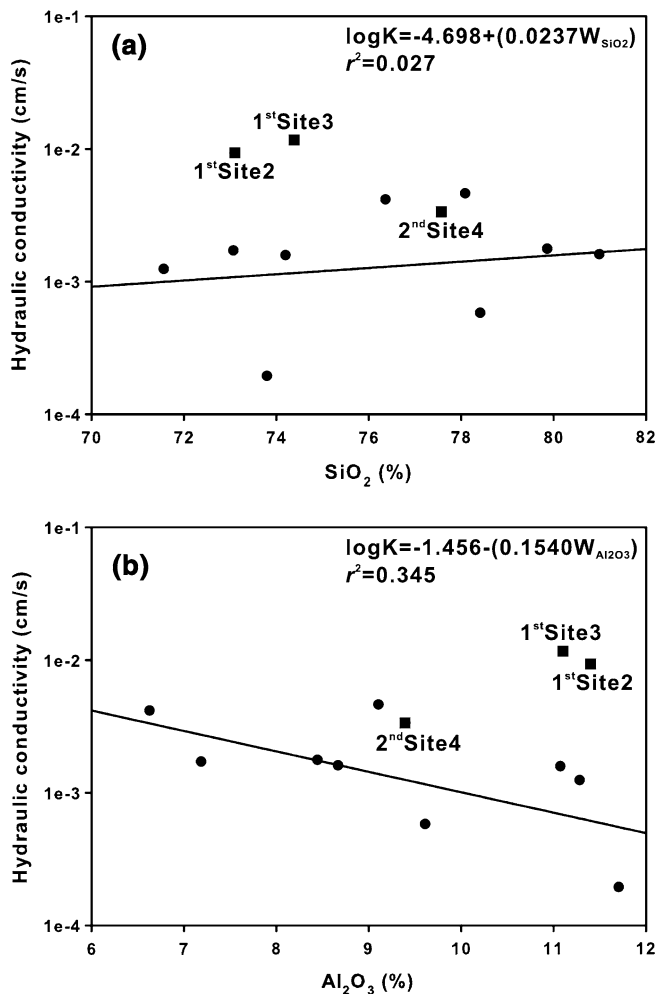 (a)
logK=-4.698+(0.0237W_SiO2)
r²=0.027
1e-1
1e-2
1e-3
1e-4
Hydraulic conductivity (cm/s)
1ˢᵗSite3
1ˢᵗSite2
2ⁿᵈSite4
70 72 74 76 78 80 82
SiO₂ (%)
(b)
logK=-1.456-(0.1540W_Al2O3)
r²=0.345
1e-1
1e-2
1e-3
1e-4
Hydraulic conductivity (cm/s)
1ˢᵗSite3
1ˢᵗSite2
2ⁿᵈSite4
6 7 8 9 10 11 12
Al₂O₃ (%)